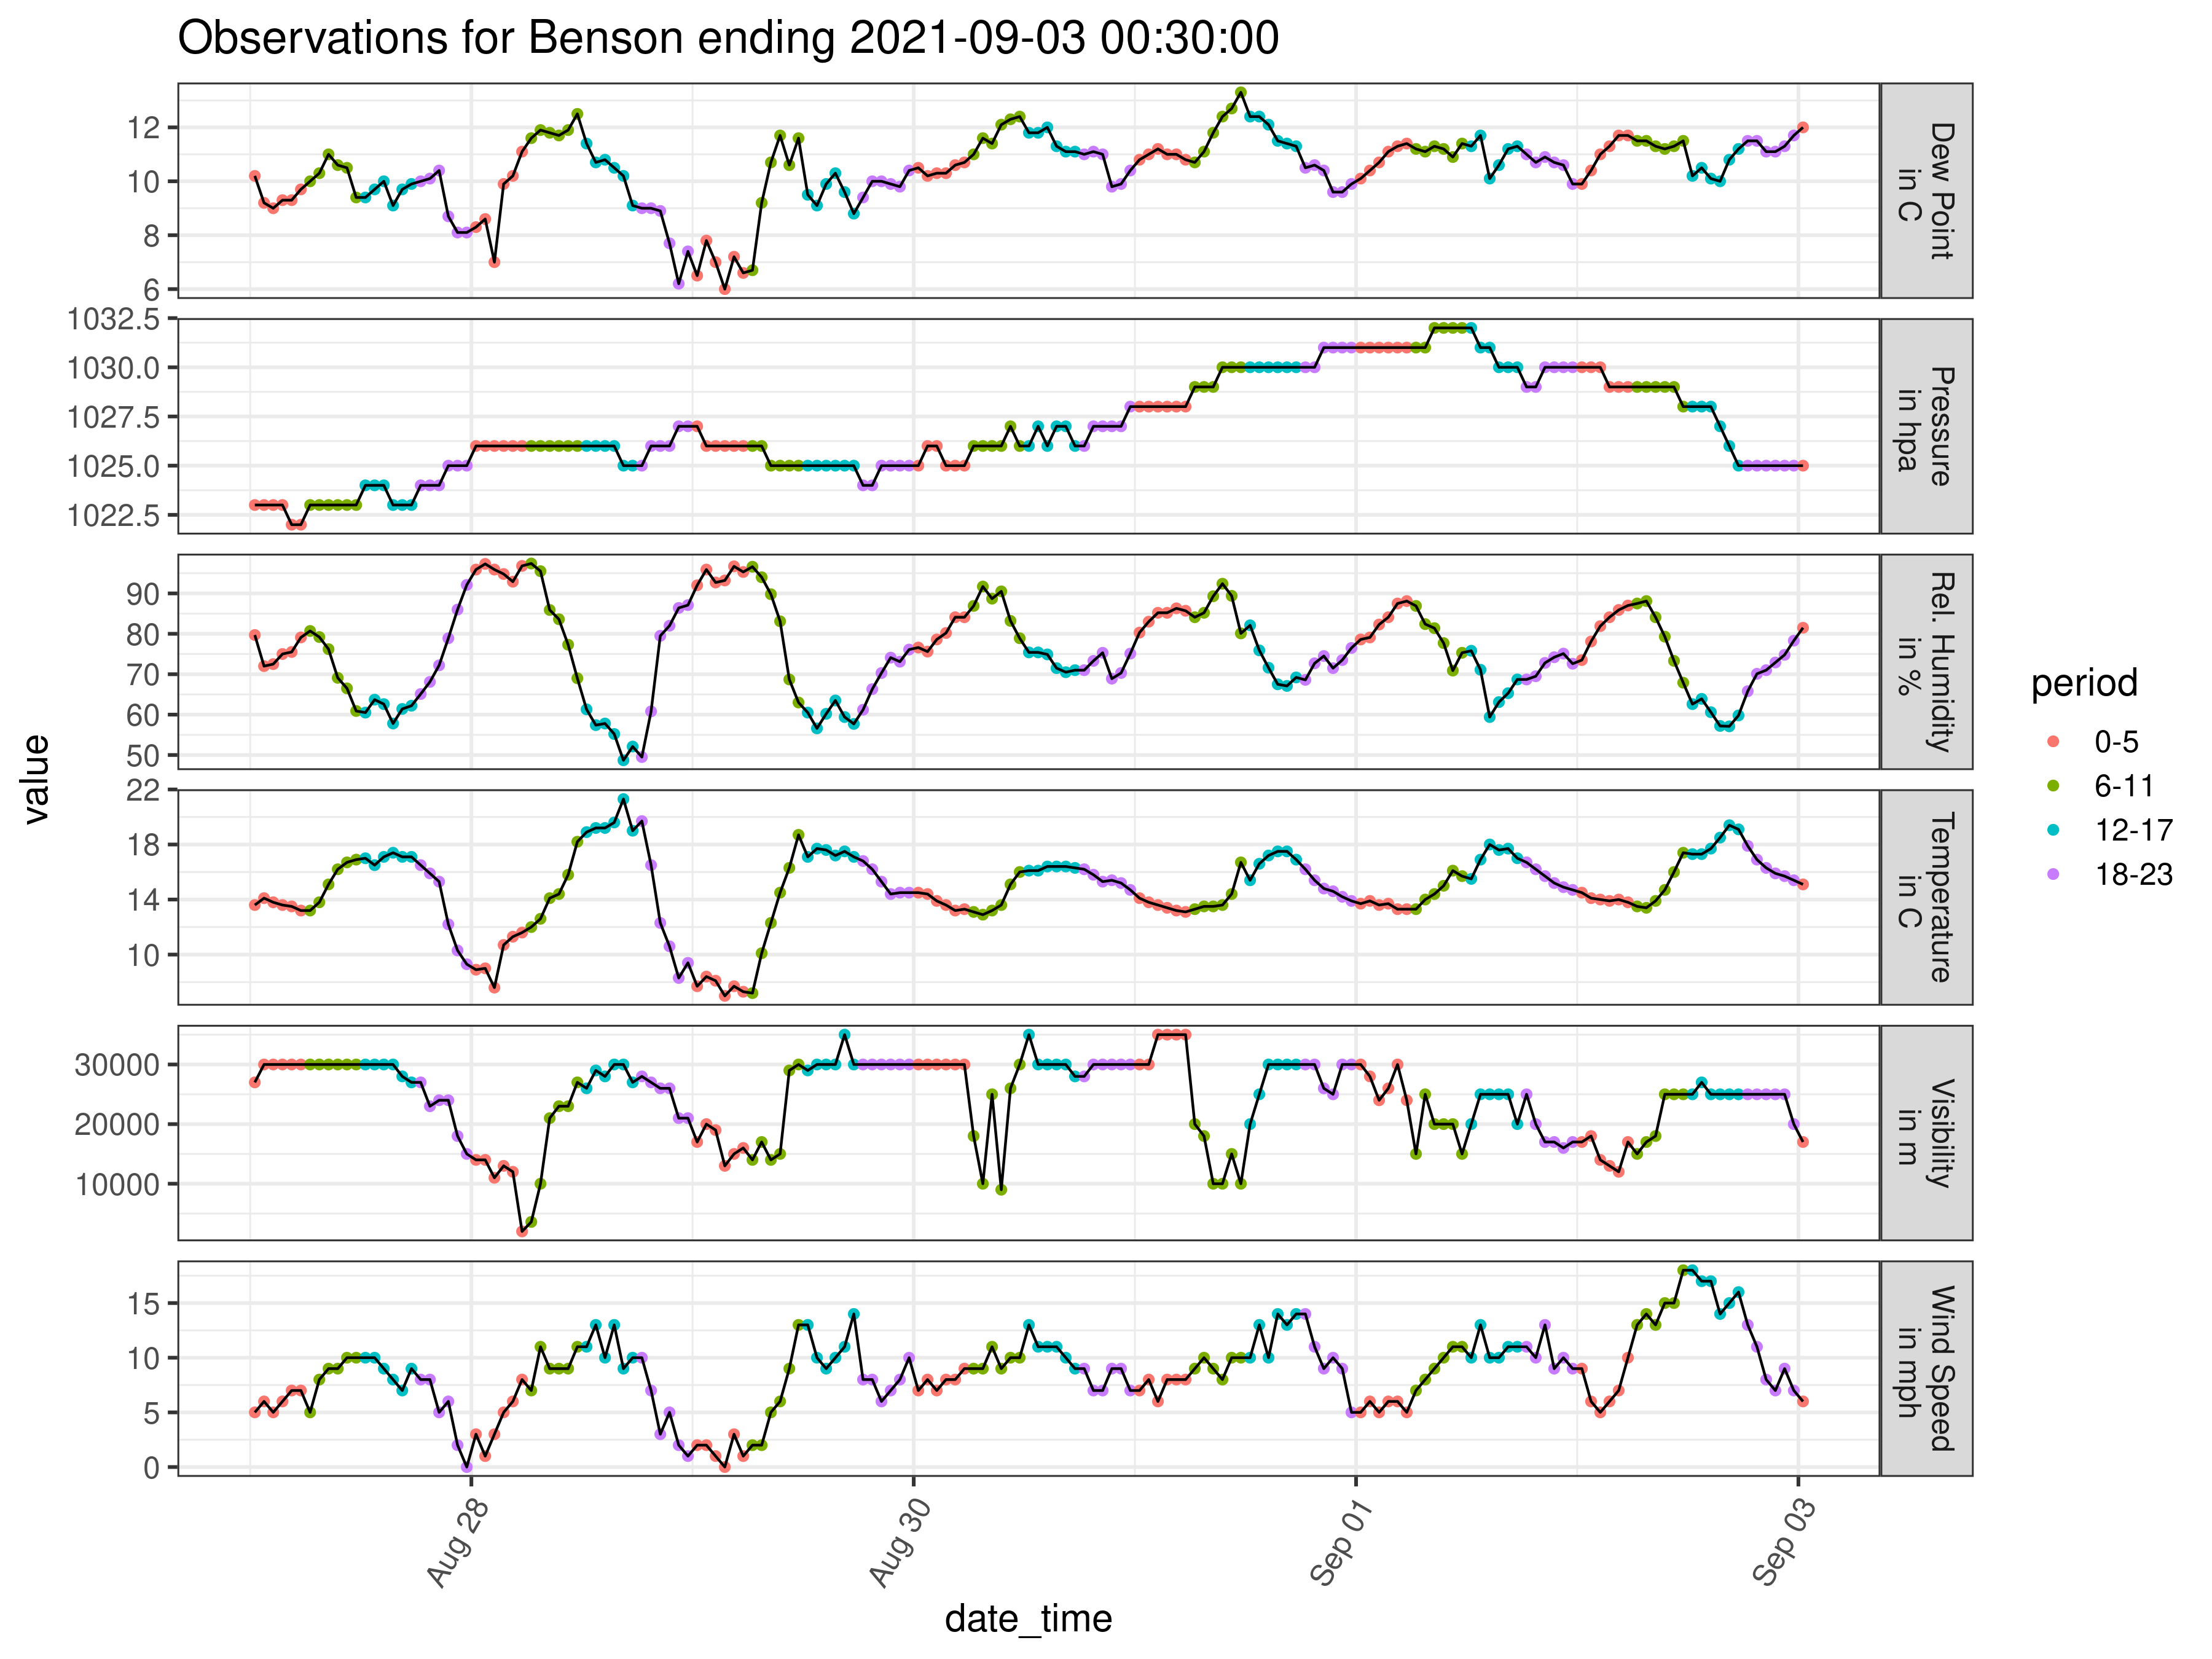 Observations for Benson ending 2021-09-03 00:30:00
value
12
10
8
6
Dew Point
in C
1032.5
1030.0
1027.5
1025.0
1022.5
Pressure
in hpa
90
80
70
60
50
Rel. Humidity
in %
22
18
14
10
Temperature
in C
30000
20000
10000
Visibility
in m
15
10
5
0
Wind Speed
in mph
Aug 28
Aug 30
Sep 01
Sep 03
date_time
period
0-5
6-11
12-17
18-23